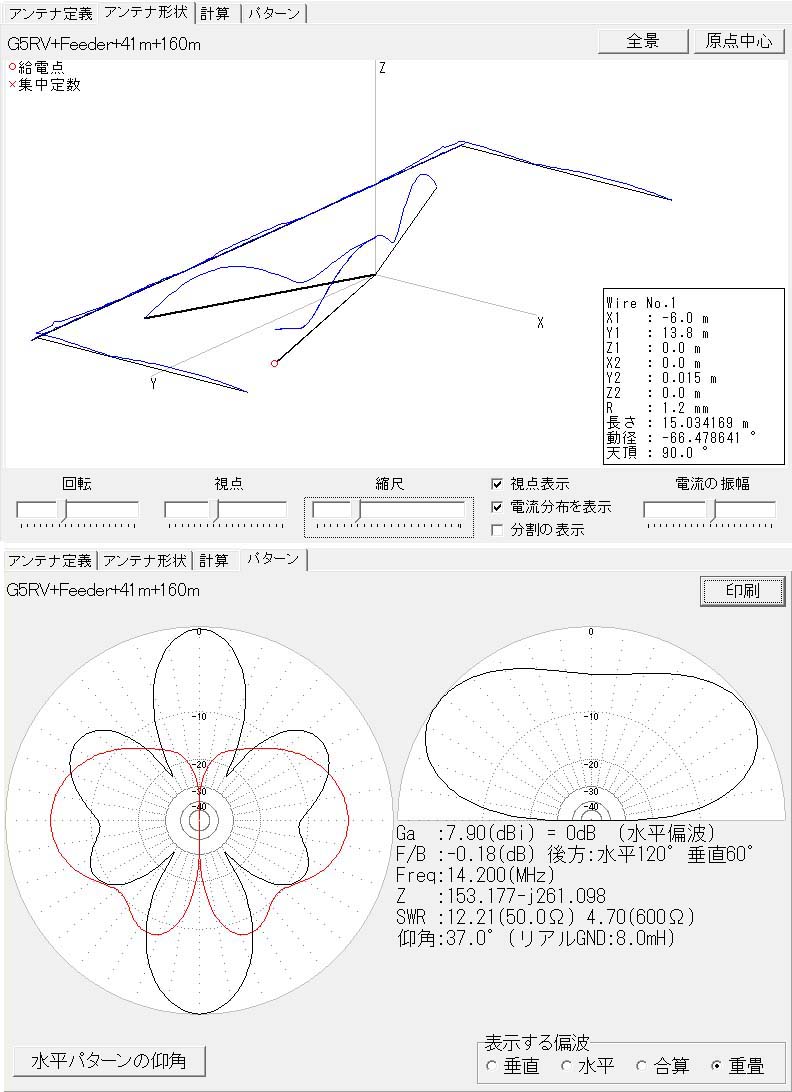 アンテナ定義 アンテナ形状 計算 パターン
G5RV+Feeder+41m+160m
全景 原点中心
○給電点
×集中定数
Z
X
Y
Wire No.1
X1 : -6.0 m
Y1 : 13.8 m
Z1 : 0.0 m
X2 : 0.0 m
Y2 : 0.015 m
Z2 : 0.0 m
R : 1.2 mm
長さ : 15.034169 m
動径 : -66.478641 °
天頂 : 90.0 °
回転 視点 縮尺 電流の振幅
視点表示
電流分布を表示
分割の表示
アンテナ定義 アンテナ形状 計算 パターン
G5RV+Feeder+41m+160m
印刷
0
-10
-20
-30
-40
0
-10
-20
-30
-40
Ga :7.90(dBi) = 0dB (水平偏波)
F/B :-0.18(dB) 後方:水平120° 垂直60°
Freq:14.200(MHz)
Z :153.177-j261.098
SWR :12.21(50.0Ω) 4.70(600Ω)
仰角:37.0° (リアルGND:8.0mH)
水平パターンの仰角
表示する偏波
垂直 水平 合算 重畳